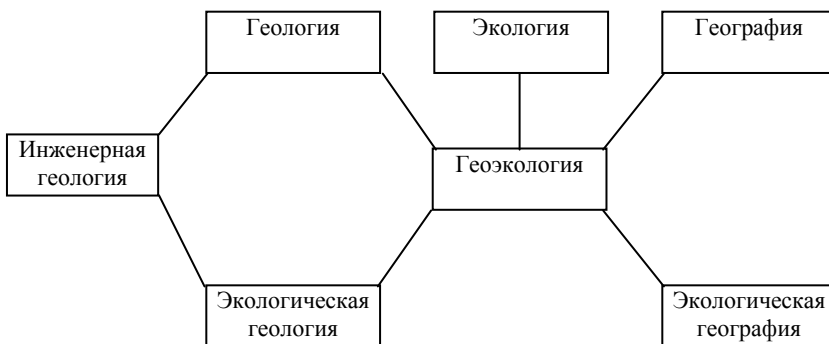 Геология
Экология
География
Инженерная
геология
Геоэкология
Экологическая
геология
Экологическая
география